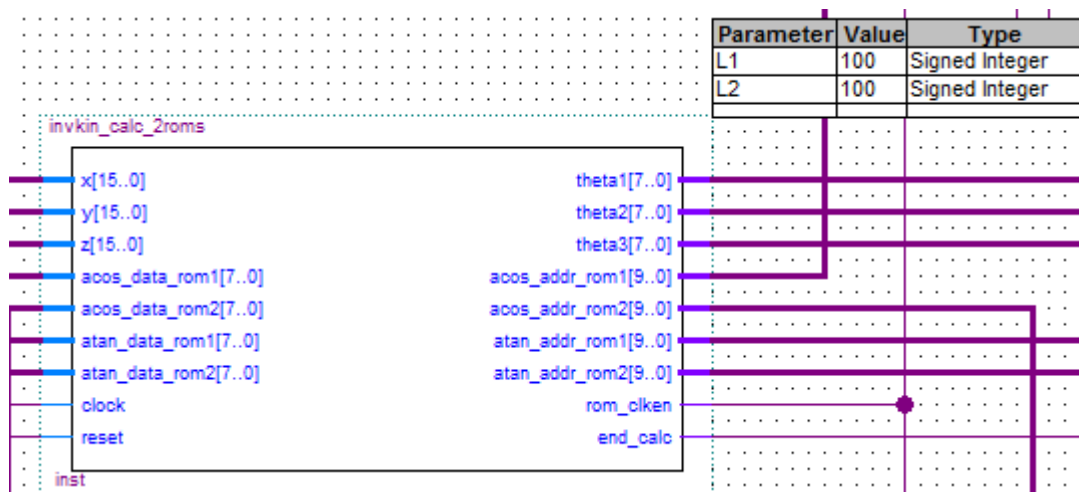 Parameter Value Type
L1 100 Signed Integer
L2 100 Signed Integer
invkin_calc_2roms
x[15..0] theta1[7..0]
y[15..0] theta2[7..0]
z[15..0] theta3[7..0]
acos_data_rom1[7..0] acos_addr_rom1[9..0]
acos_data_rom2[7..0] acos_addr_rom2[9..0]
atan_data_rom1[7..0] atan_addr_rom1[9..0]
atan_data_rom2[7..0] atan_addr_rom2[9..0]
clock rom_clken
reset end_calc
inst